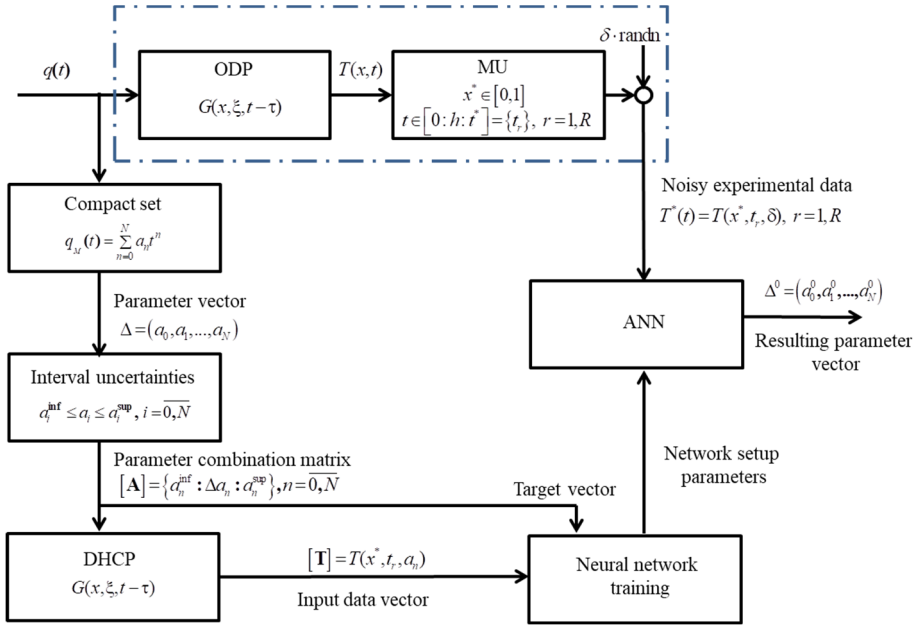 δ·randn
q(t)
ODP
G(x,ξ,t−τ)
T(x,t)
MU
x*∈[0,1]
t∈[0:h:t*]={t_r}, r=1,R
Noisy experimental data
T*(t)=T(x*,t_r,δ), r=1,R
Compact set
q_M(t)=∑_{n=0}^{N} a_n t^n
Parameter vector
Δ=(a_0,a_1,...,a_N)
ANN
Δ^0=(a_0^0,a_1^0,...,a_N^0)
Resulting parameter
vector
Interval uncertainties
a_i^inf ≤a_i≤a_i^sup, i=\overline{0,N}
Parameter combination matrix
[A]={a_n^inf:Δa_n:a_n^sup},n=\overline{0,N}
Network setup
parameters
Target vector
DHCP
G(x,ξ,t−τ)
[T]=T(x*,t_r,a_n)
Input data vector
Neural network
training